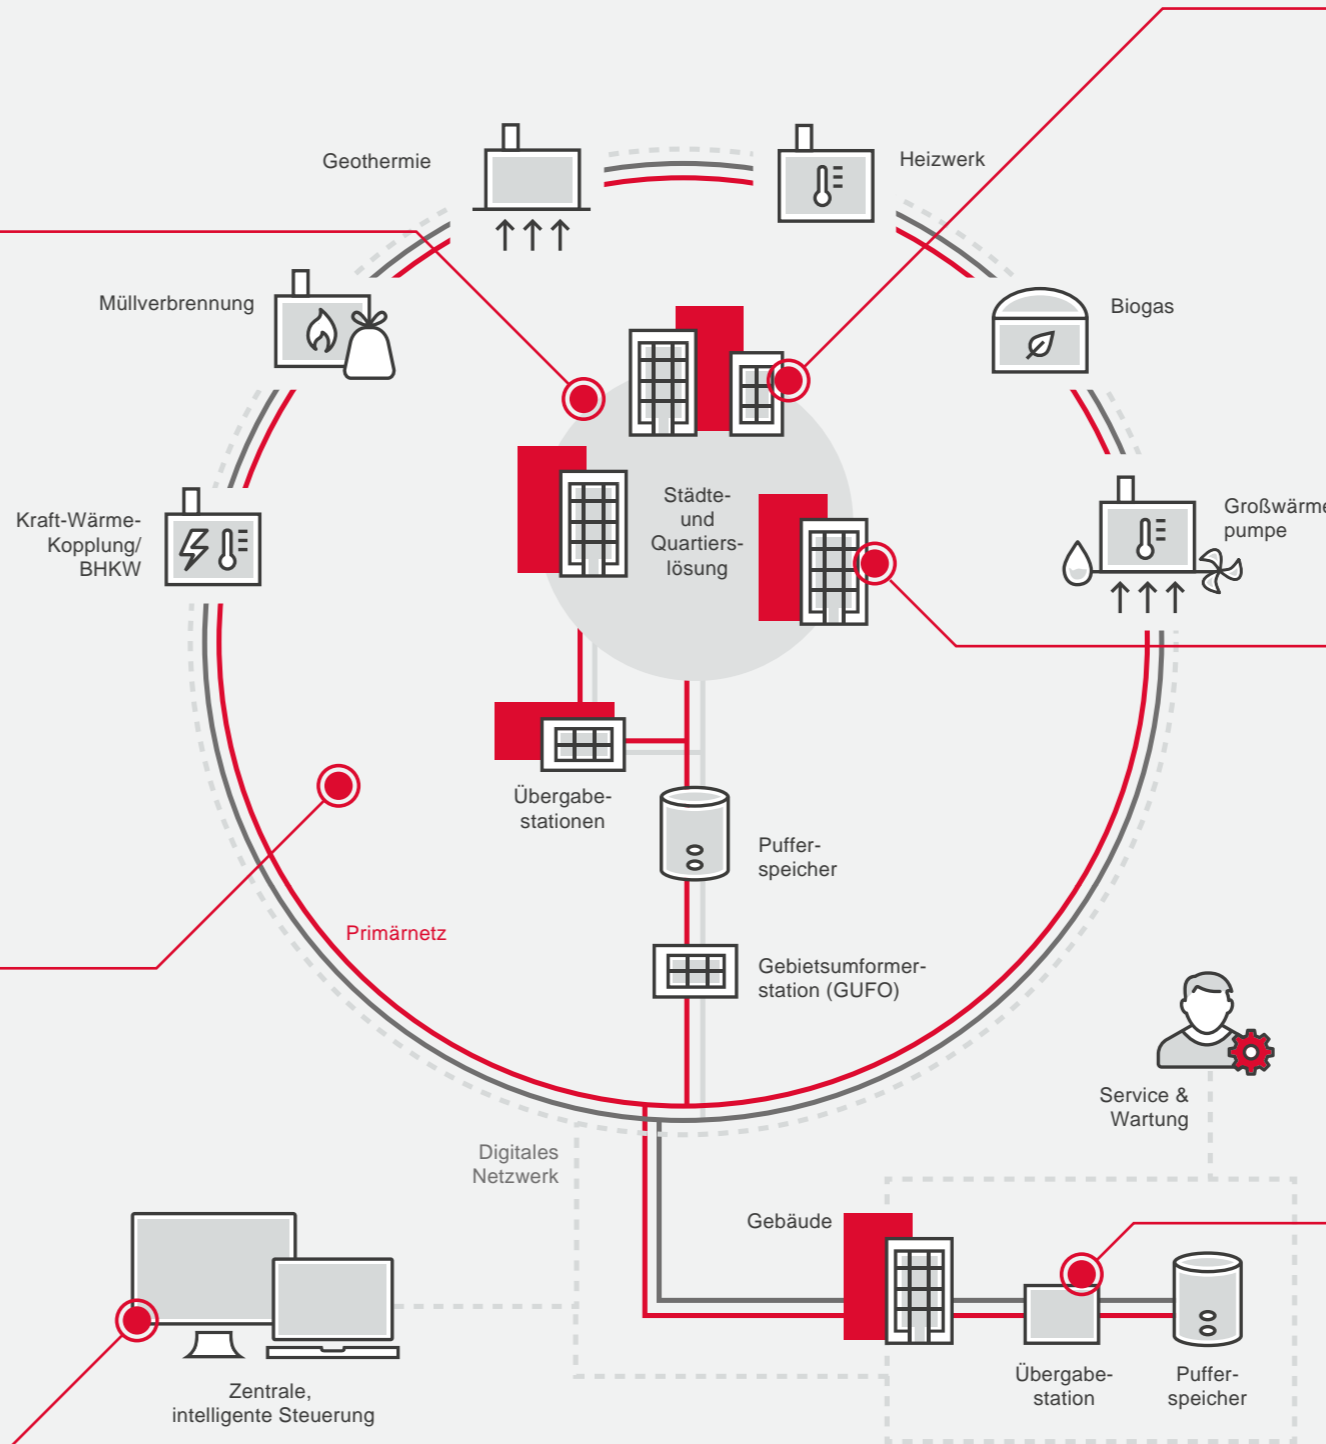 Geothermie
Heizwerk
Müllverbrennung
Biogas
Kraft-Wärme-
Kopplung/
BHKW
Städte-
und
Quartiers-
lösung
Großwärme
pumpe
Übergabe-
stationen
Puffer-
speicher
Primärnetz
Gebietsumformer-
station (GUFO)
Service &
Wartung
Digitales
Netzwerk
Gebäude
Zentrale,
intelligente Steuerung
Übergabe-
station
Puffer-
speicher